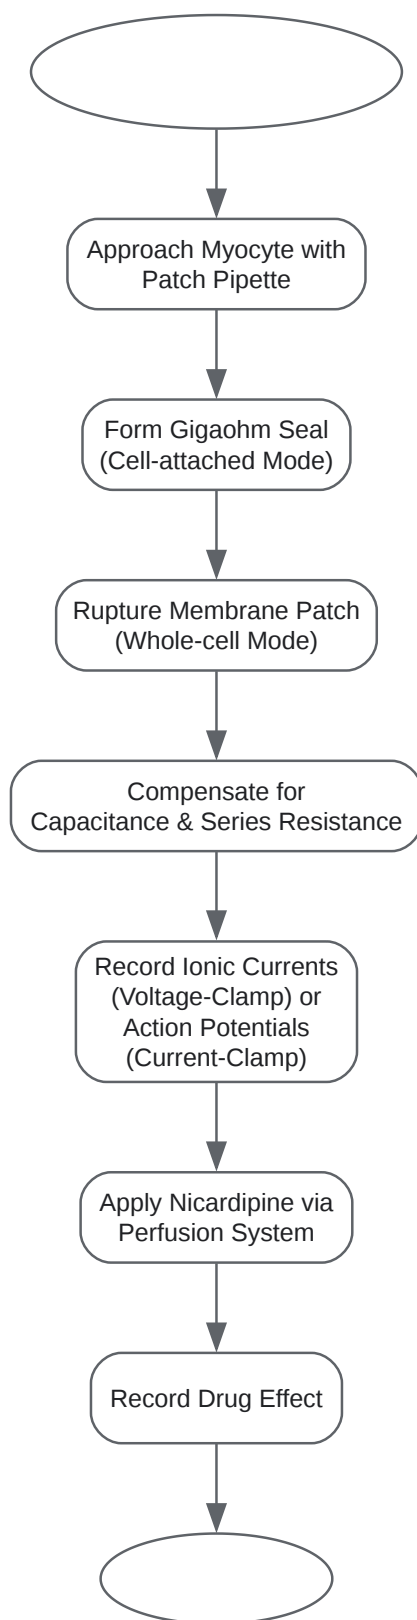 Approach Myocyte with
Patch Pipette
Form Gigaohm Seal
(Cell-attached Mode)
Rupture Membrane Patch
(Whole-cell Mode)
Compensate for
Capacitance & Series Resistance
Record Ionic Currents
(Voltage-Clamp) or
Action Potentials
(Current-Clamp)
Apply Nicardipine via
Perfusion System
Record Drug Effect